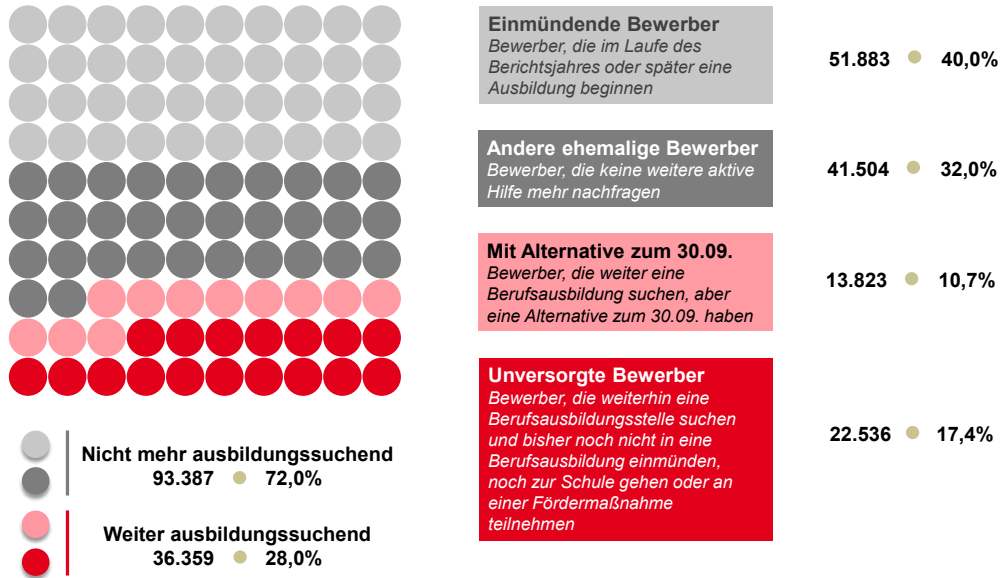 Einmündende Bewerber
Bewerber, die im Laufe des
Berichtsjahres oder später eine
Ausbildung beginnen
51.883 40,0%
Andere ehemalige Bewerber
Bewerber, die keine weitere aktive
Hilfe mehr nachfragen
41.504 32,0%
Mit Alternative zum 30.09.
Bewerber, die weiter eine
Berufsausbildung suchen, aber
eine Alternative zum 30.09. haben
13.823 10,7%
Unversorgte Bewerber
Bewerber, die weiterhin eine
Berufsausbildungsstelle suchen
und bisher noch nicht in eine
Berufsausbildung einmünden,
noch zur Schule gehen oder an
einer Fördermaßnahme
teilnehmen
22.536 17,4%
Nicht mehr ausbildungssuchend
93.387 72,0%
Weiter ausbildungssuchend
36.359 28,0%